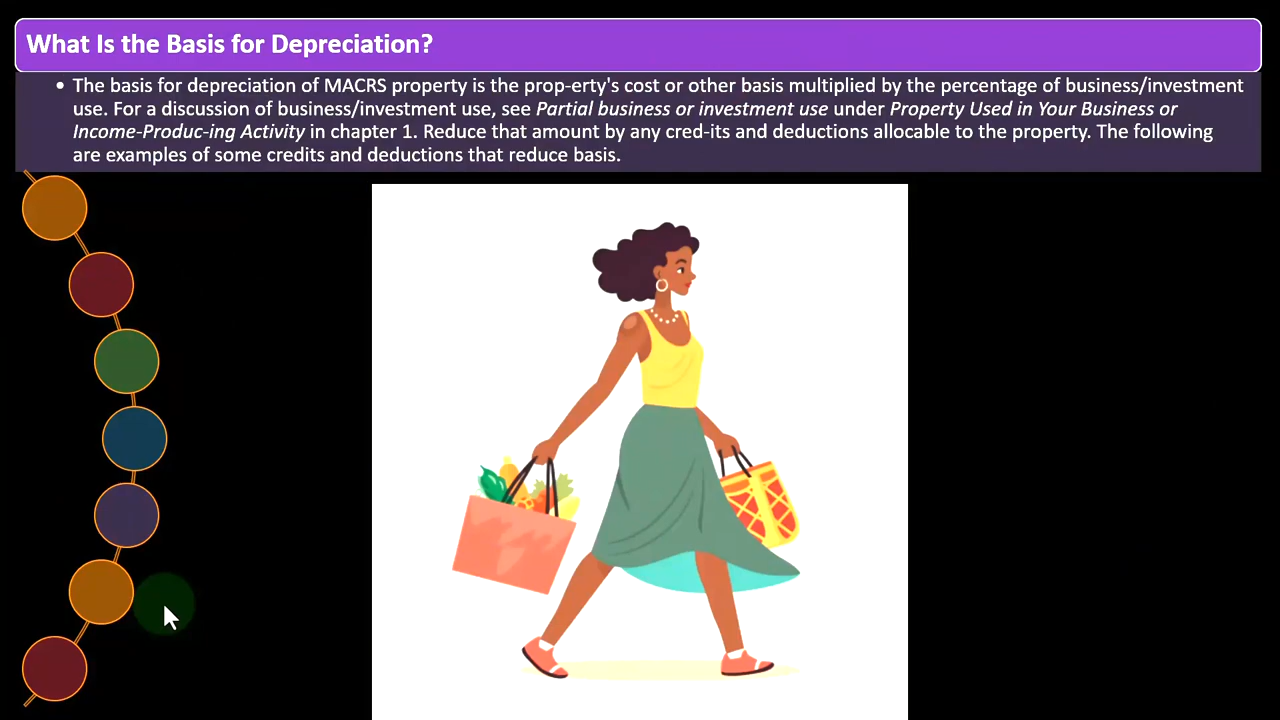 What Is the Basis for Depreciation?
• The basis for depreciation of MACRS property is the prop-erty's cost or other basis multiplied by the percentage of business/investment
use. For a discussion of business/investment use, see Partial business or investment use under Property Used in Your Business or
Income-Produc-ing Activity in chapter 1. Reduce that amount by any cred-its and deductions allocable to the property. The following
are examples of some credits and deductions that reduce basis.